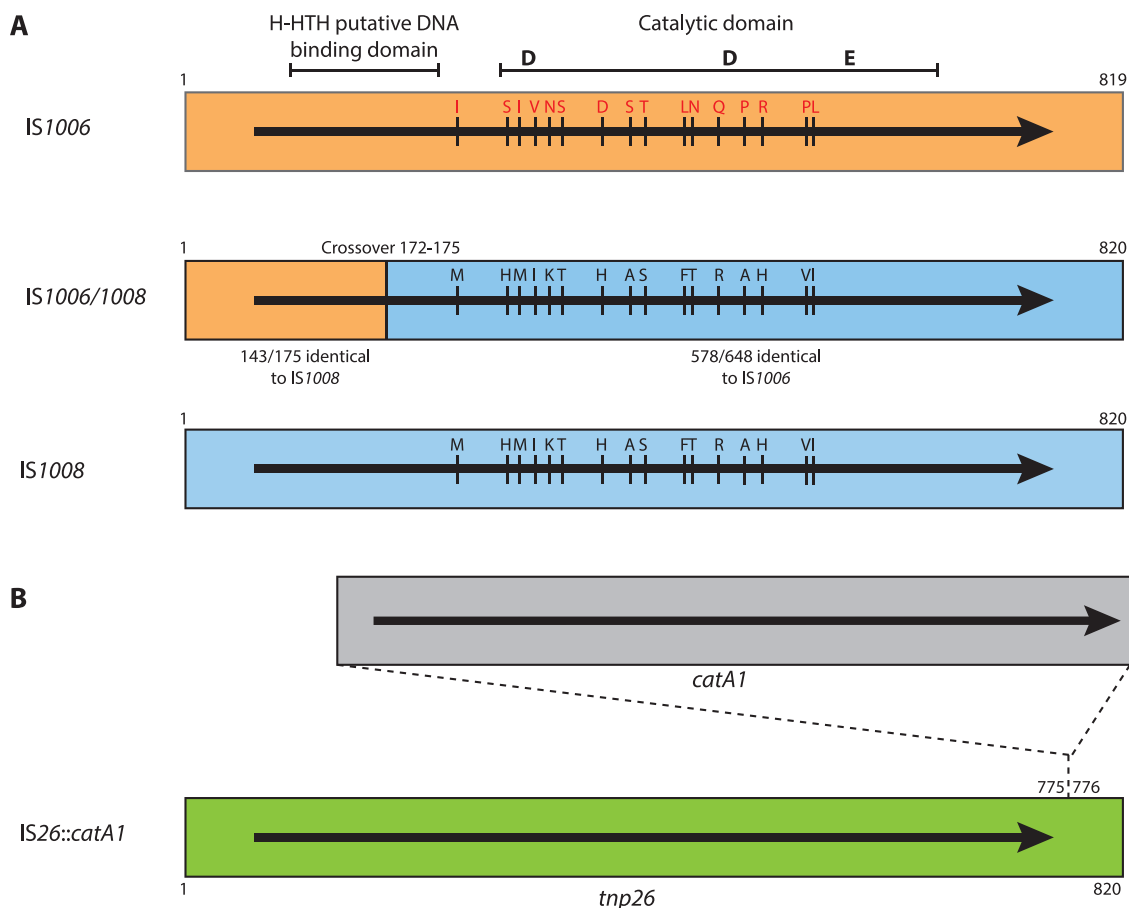 A
H-HTH putative DNA
binding domain
Catalytic domain
D D E
1 819
IS1006
I S I V N S D S T L N Q P R P L
1 Crossover 172-175 820
IS1006/1008
M H M I K T H A S F T R A H V I
143/175 identical
to IS1008
578/648 identical
to IS1006
1 820
IS1008
M H M I K T H A S F T R A H V I
B
catA1
775 776
IS26::catA1
1 820
tnp26